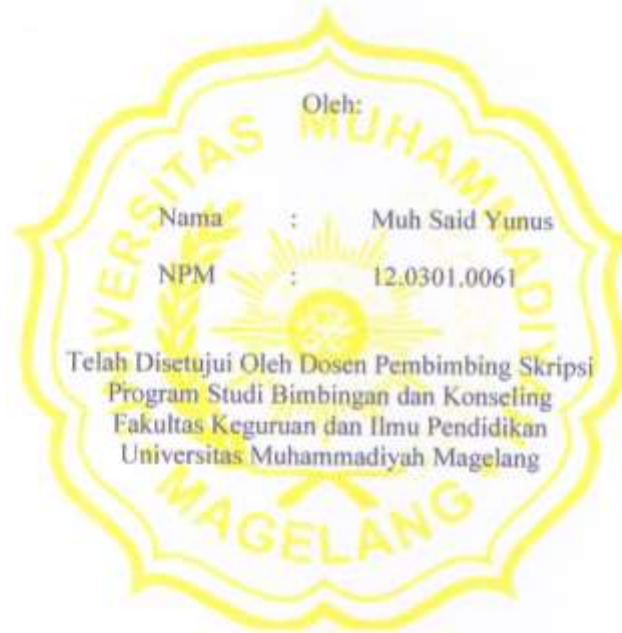 Oleh:
UNIVERSITAS MUHAMMADIYAH
Nama : Muh Said Yunus
NPM : 12.0301.0061
Telah Disetujui Oleh Dosen Pembimbing Skripsi
Program Studi Bimbingan dan Konseling
Fakultas Keguruan dan Ilmu Pendidikan
Universitas Muhammadiyah Magelang
MAGELANG